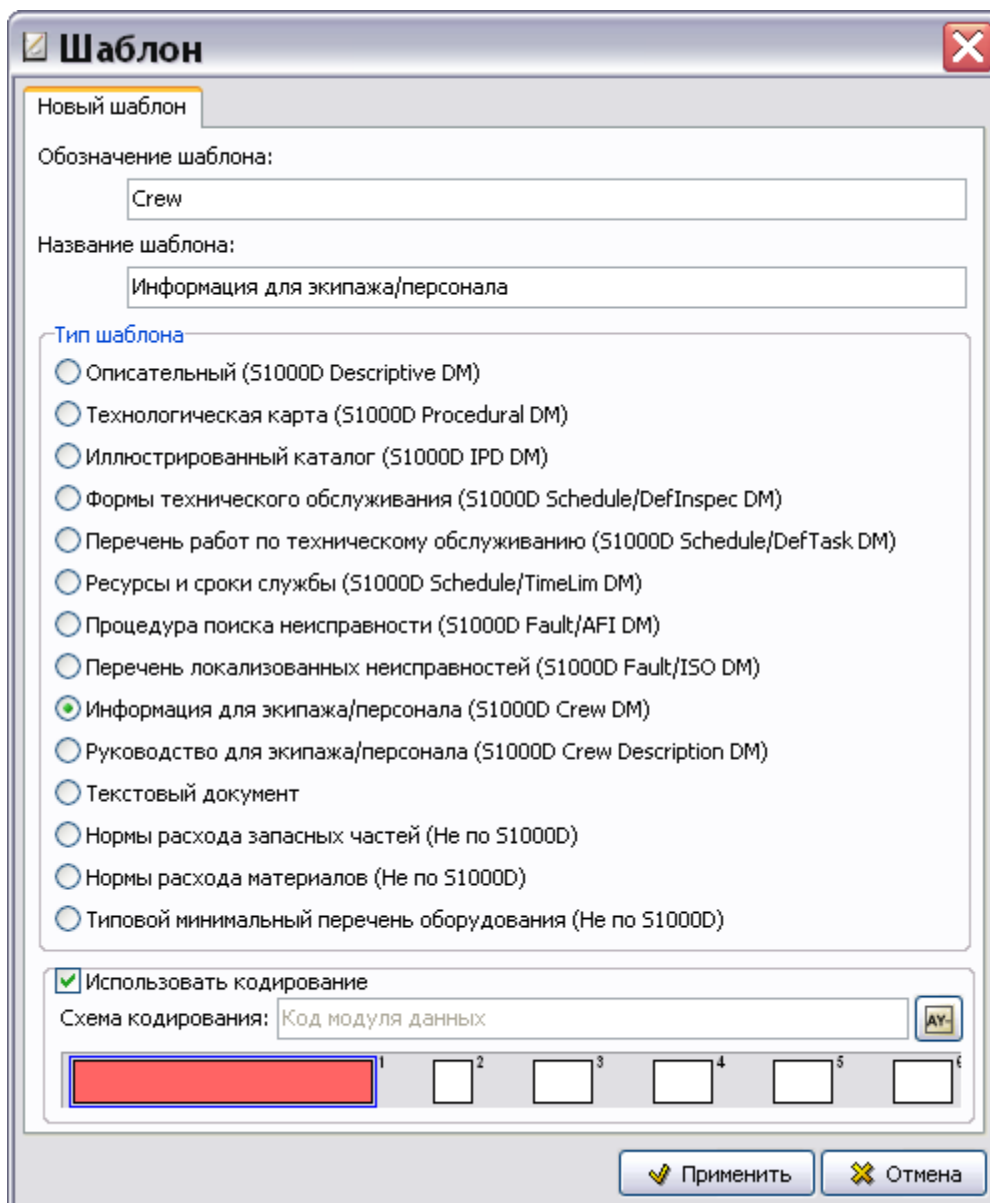 Шаблон
Новый шаблон
Обозначение шаблона:
Crew
Название шаблона:
Информация для экипажа/персонала
Тип шаблона
Описательный (S1000D Descriptive DM)
Технологическая карта (S1000D Procedural DM)
Иллюстрированный каталог (S1000D IPD DM)
Формы технического обслуживания (S1000D Schedule/DefInspec DM)
Перечень работ по техническому обслуживанию (S1000D Schedule/DefTask DM)
Ресурсы и сроки службы (S1000D Schedule/TimeLim DM)
Процедура поиска неисправности (S1000D Fault/AFI DM)
Перечень локализованных неисправностей (S1000D Fault/ISO DM)
Информация для экипажа/персонала (S1000D Crew DM)
Руководство для экипажа/персонала (S1000D Crew Description DM)
Текстовый документ
Нормы расхода запасных частей (Не по S1000D)
Нормы расхода материалов (Не по S1000D)
Типовой минимальный перечень оборудования (Не по S1000D)
Использовать кодирование
Схема кодирования: Код модуля данных AY-
1 2 3 4 5 6
Применить Отмена